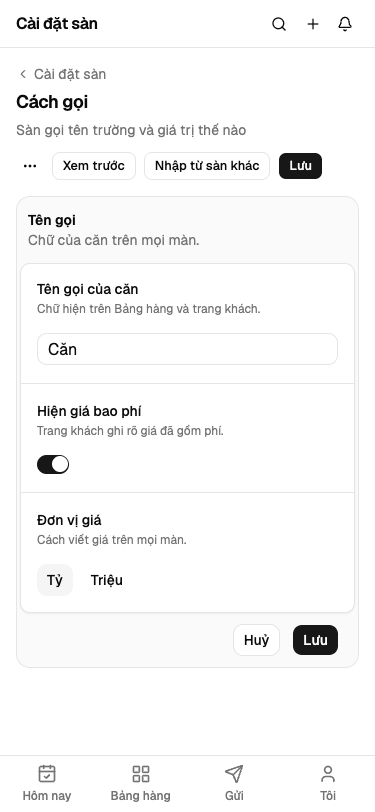 Cài đặt sàn
Cài đặt sàn
Cách gọi
Sàn gọi tên trường và giá trị thế nào
Xem trước
Nhập từ sàn khác
Lưu
Tên gọi
Chữ của căn trên mọi màn.
Tên gọi của căn
Chữ hiện trên Bảng hàng và trang khách.
Căn
Hiện giá bao phí
Trang khách ghi rõ giá đã gồm phí.
Đơn vị giá
Cách viết giá trên mọi màn.
Tỷ
Triệu
Huỷ
Lưu
Hôm nay
Bảng hàng
Gửi
Tôi